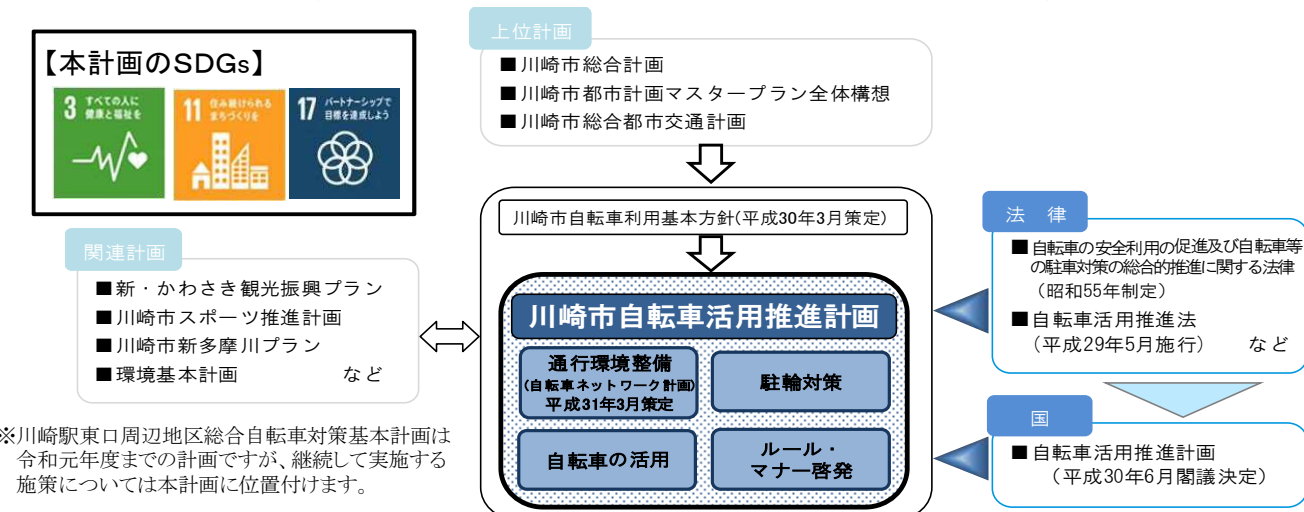 【本計画のSDGs】
3 すべての人に
健康と福祉を
11 住み続けられる
まちづくりを
17 パートナーシップで
目標を達成しよう
上位計画
■川崎市総合計画
■川崎市都市計画マスタープラン全体構想
■川崎市総合都市交通計画
関連計画
■新・かわさき観光振興プラン
■川崎市スポーツ推進計画
■川崎市新多摩川プラン
■環境基本計画 など
※川崎駅東口周辺地区総合自転車対策基本計画は
令和元年度までの計画ですが、継続して実施する
施策については本計画に位置付けます。
川崎市自転車利用基本方針(平成30年3月策定)
川崎市自転車活用推進計画
通行環境整備
(自転車ネットワーク計画)
平成31年3月策定
駐輪対策
自転車の活用
ルール・
マナー啓発
法 律
■自転車の安全利用の促進及び自転車等
の駐車対策の総合的推進に関する法律
(昭和55年制定)
■自転車活用推進法
(平成29年5月施行) など
国
■自転車活用推進計画
(平成30年6月閣議決定)